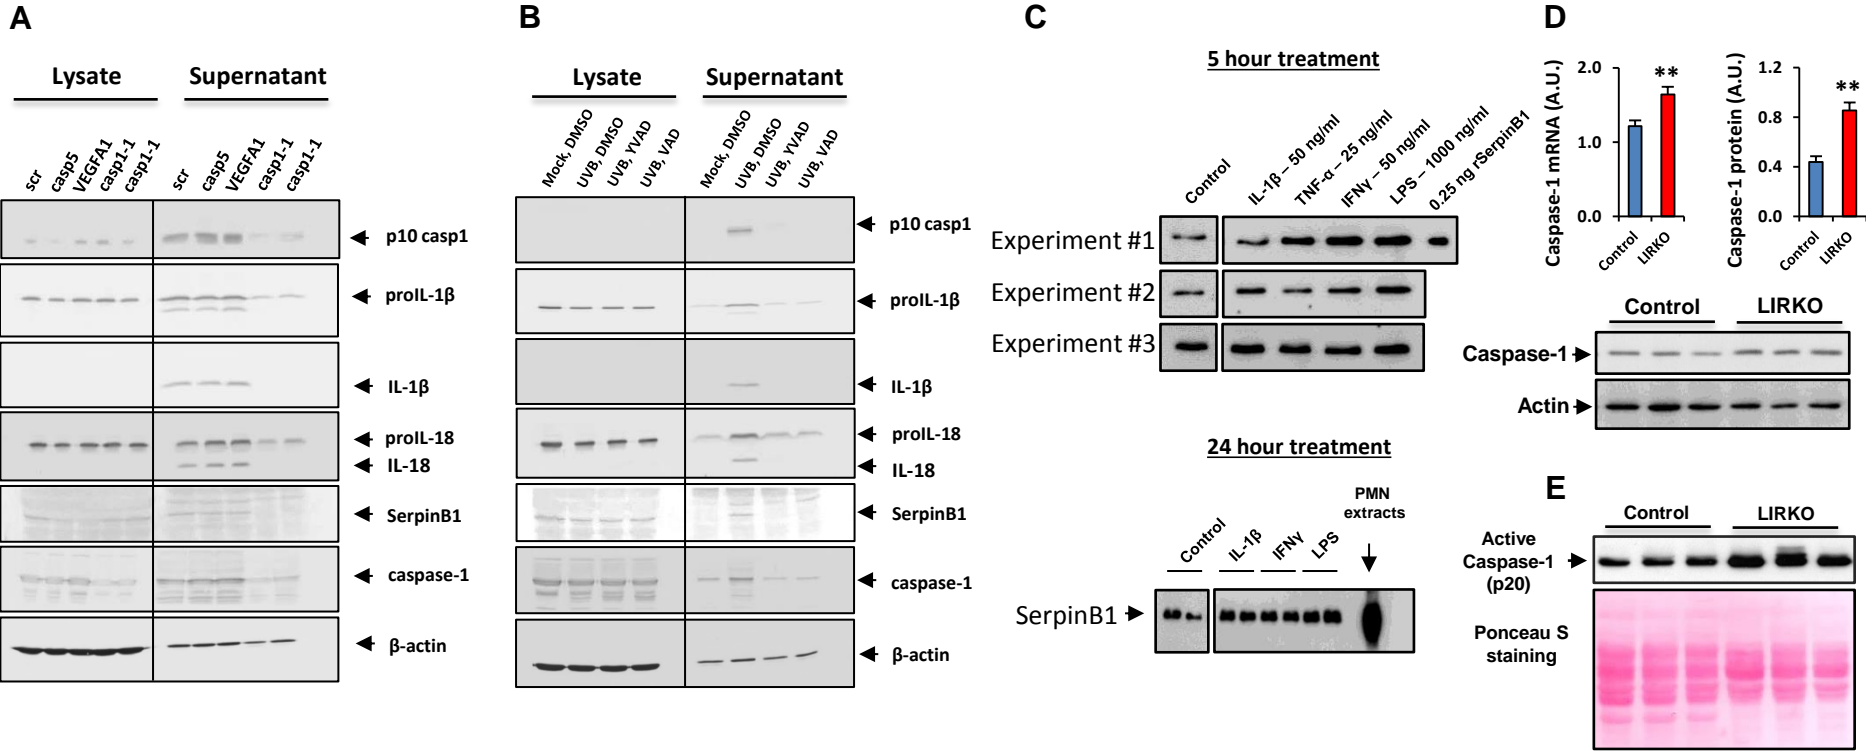 A
Lysate
Supernatant
scr
casp5
VEGFA1
casp1-1
casp1-1
scr
casp5
VEGFA1
casp1-1
casp1-1
p10 casp1
proIL-1β
IL-1β
proIL-18
IL-18
SerpinB1
caspase-1
β-actin
B
Lysate
Supernatant
Mock, DMSO
UVB, DMSO
UVB, YVAD
UVB, VAD
Mock, DMSO
UVB, DMSO
UVB, YVAD
UVB, VAD
p10 casp1
proIL-1β
IL-1β
proIL-18
IL-18
SerpinB1
caspase-1
β-actin
C
5 hour treatment
Control
IL-1β – 50 ng/ml
TNF-α – 25 ng/ml
IFNγ – 50 ng/ml
LPS – 1000 ng/ml
0.25 ng rSerpinB1
Experiment #1
Experiment #2
Experiment #3
24 hour treatment
PMN
extracts
Control
IL-1β
IFNγ
LPS
SerpinB1
D
Caspase-1 mRNA (A.U.)
2.0
1.0
0.0
**
Control
LIRKO
Caspase-1 protein (A.U.)
1.2
0.8
0.4
0.0
**
Control
LIRKO
Control
LIRKO
Caspase-1
Actin
E
Control
LIRKO
Active
Caspase-1
(p20)
Ponceau S
staining